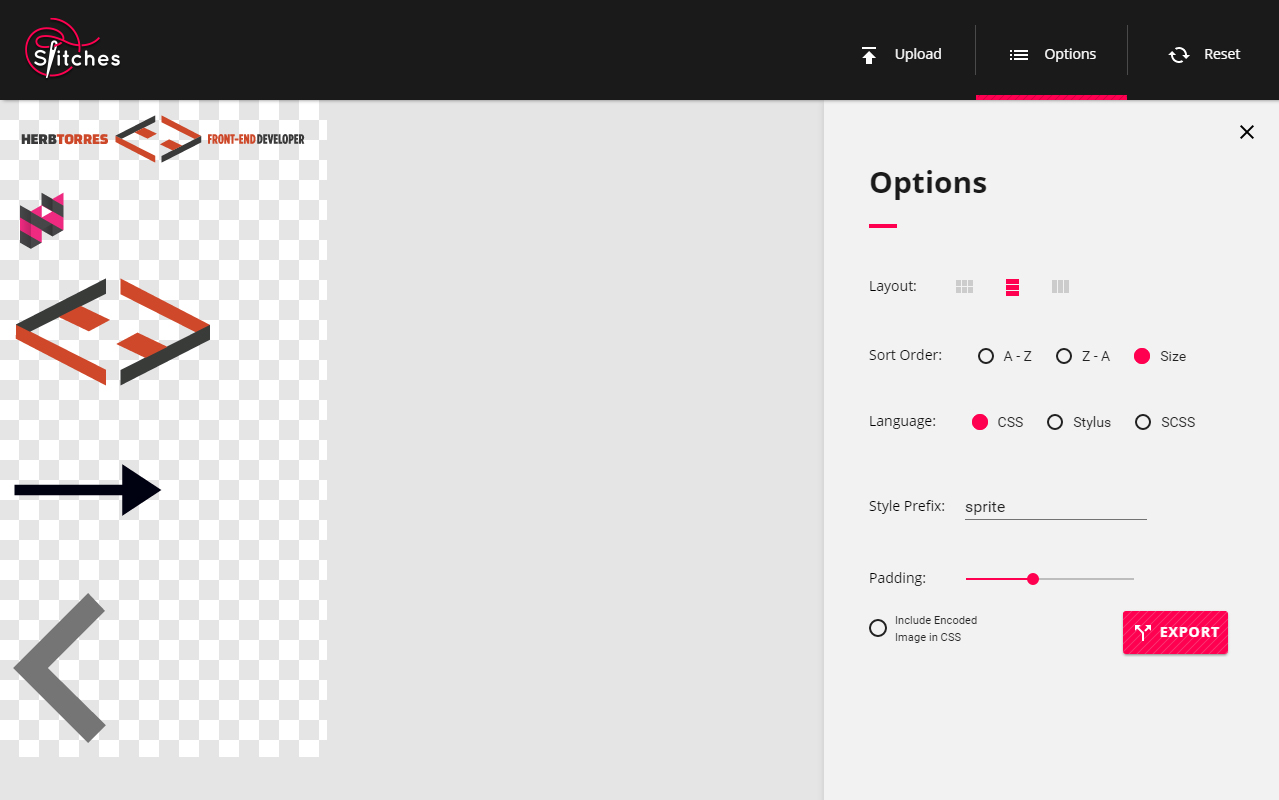 Stitches
Upload
Options
Reset
HERBTORRES FRONT-END DEVELOPER
Options
Layout:
Sort Order: A - Z Z - A Size
Language: CSS Stylus SCSS
Style Prefix: sprite
Padding:
Include Encoded
Image in CSS
EXPORT